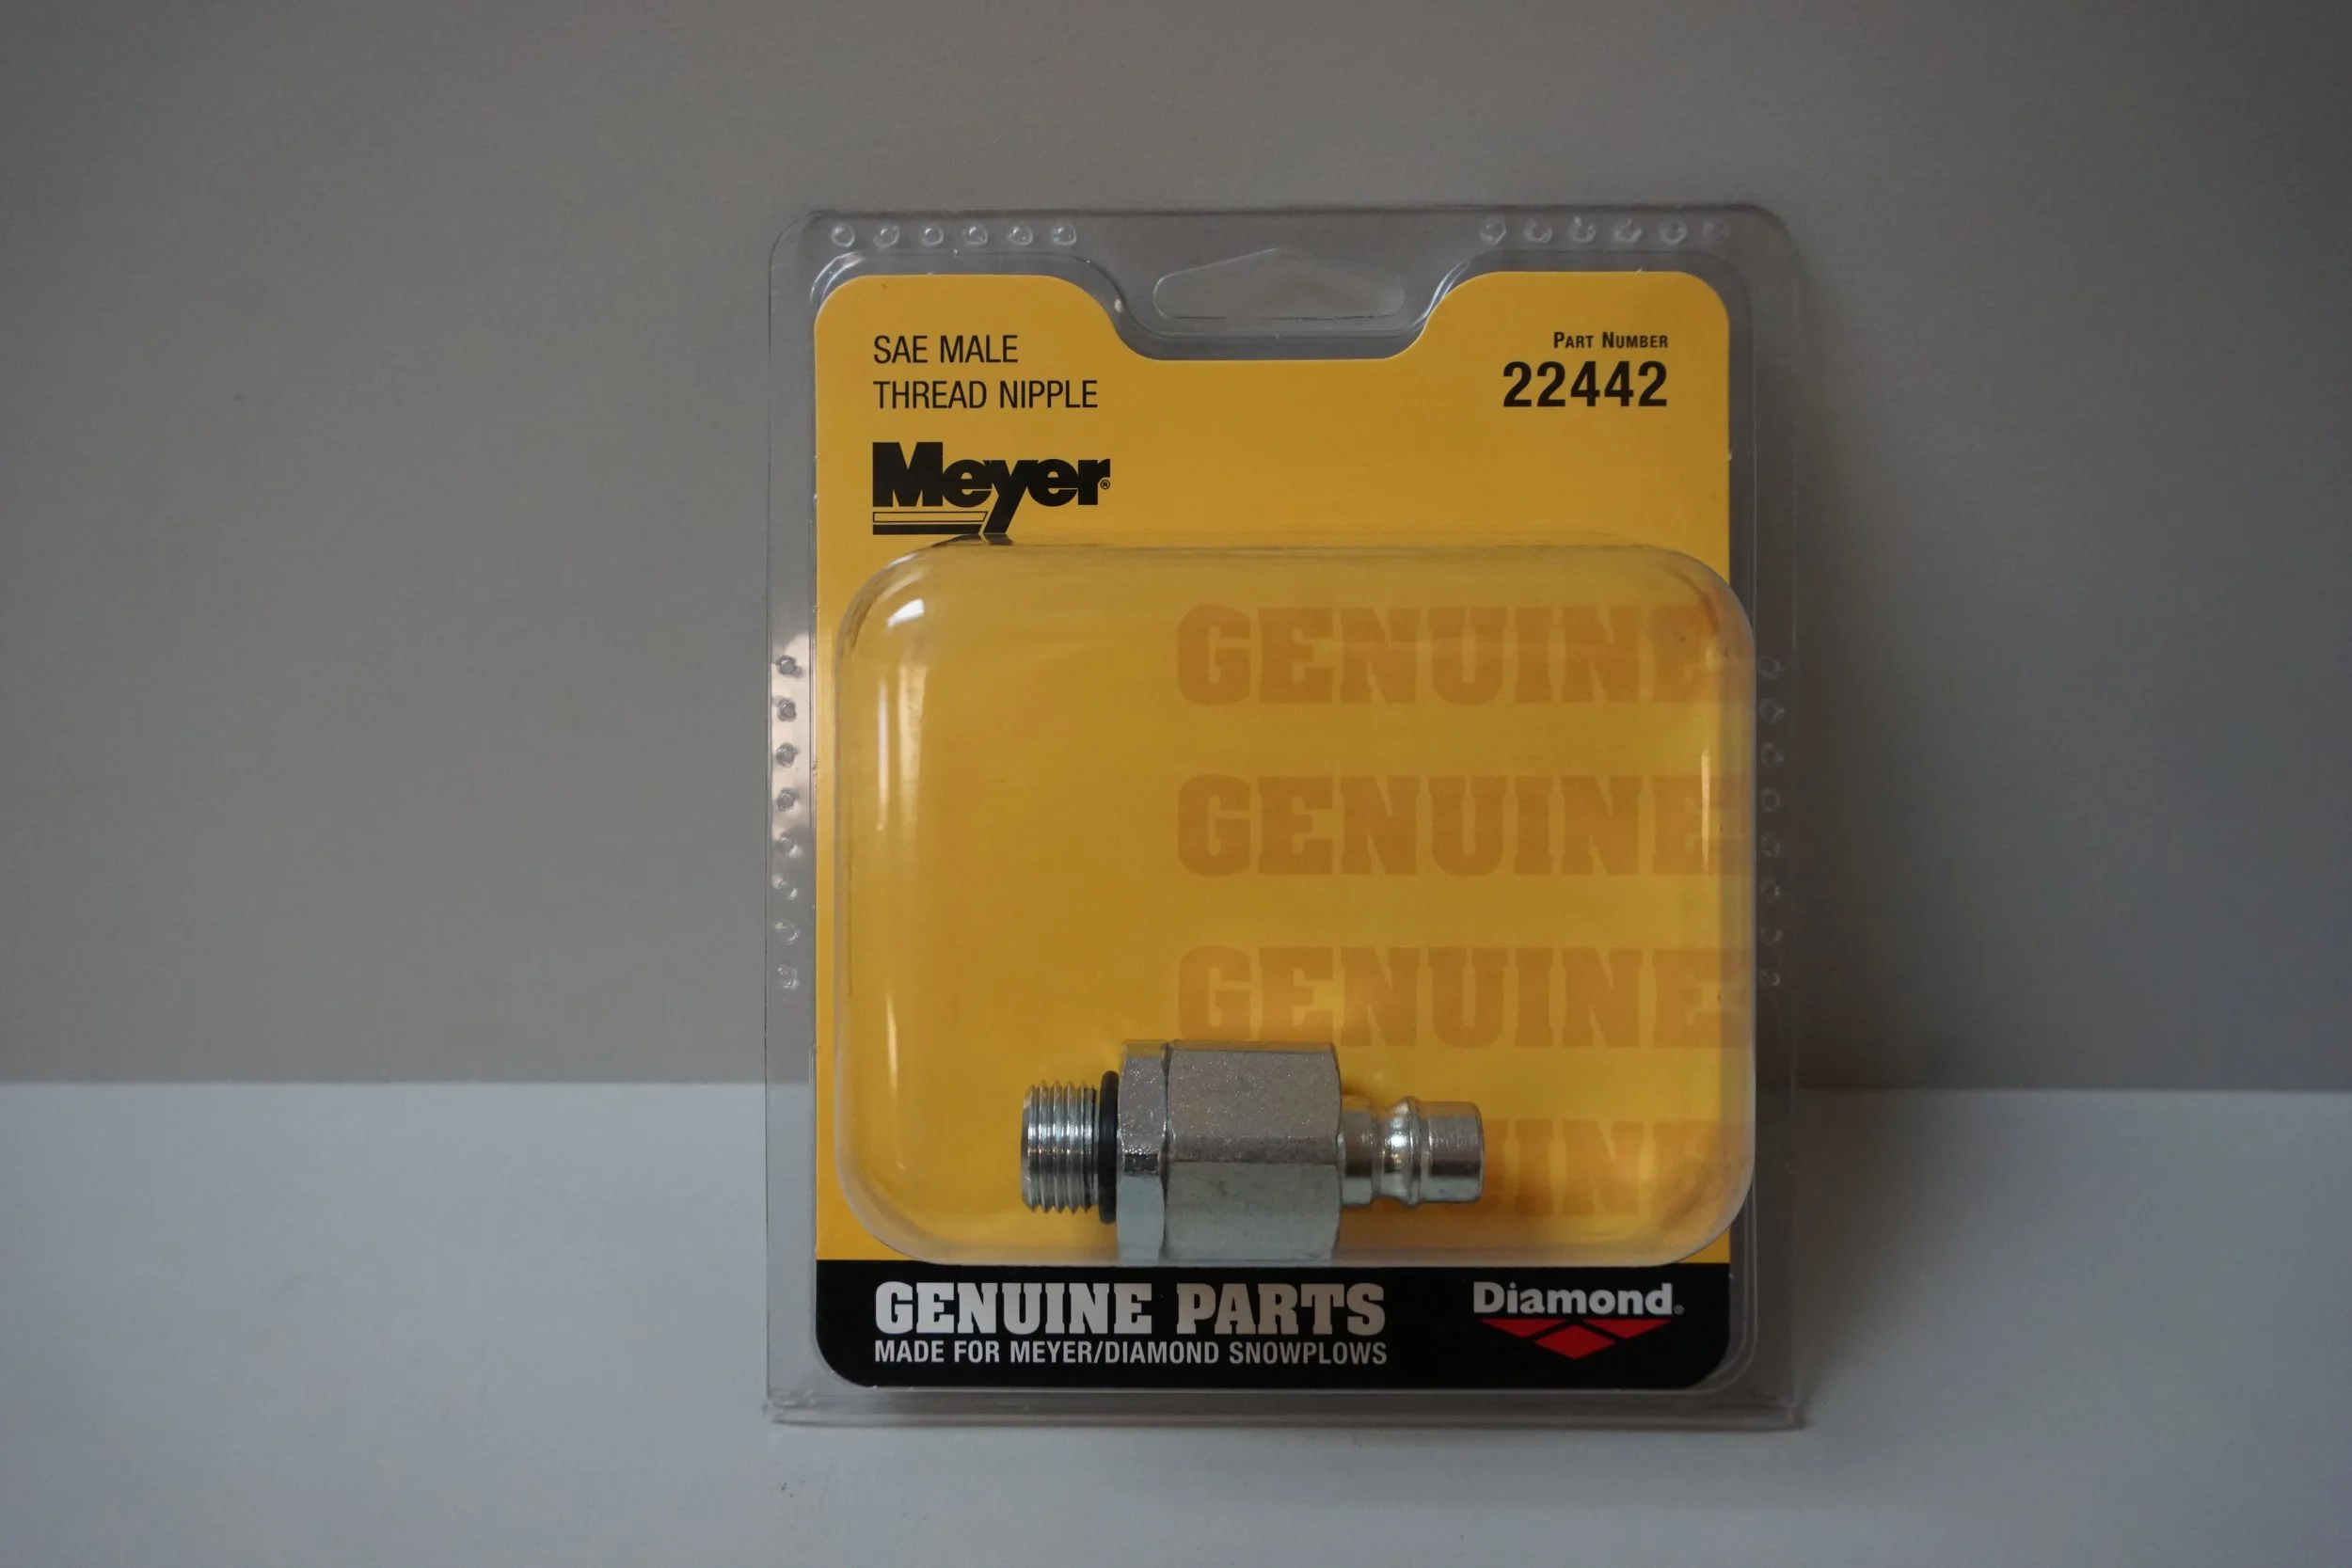 SAE MALE
THREAD NIPPLE
PART NUMBER
22442
Meyer®
GENUINE
GENUINE
GENUINE
GENUINE PARTS
MADE FOR MEYER/DIAMOND SNOWPLOWS
Diamond®